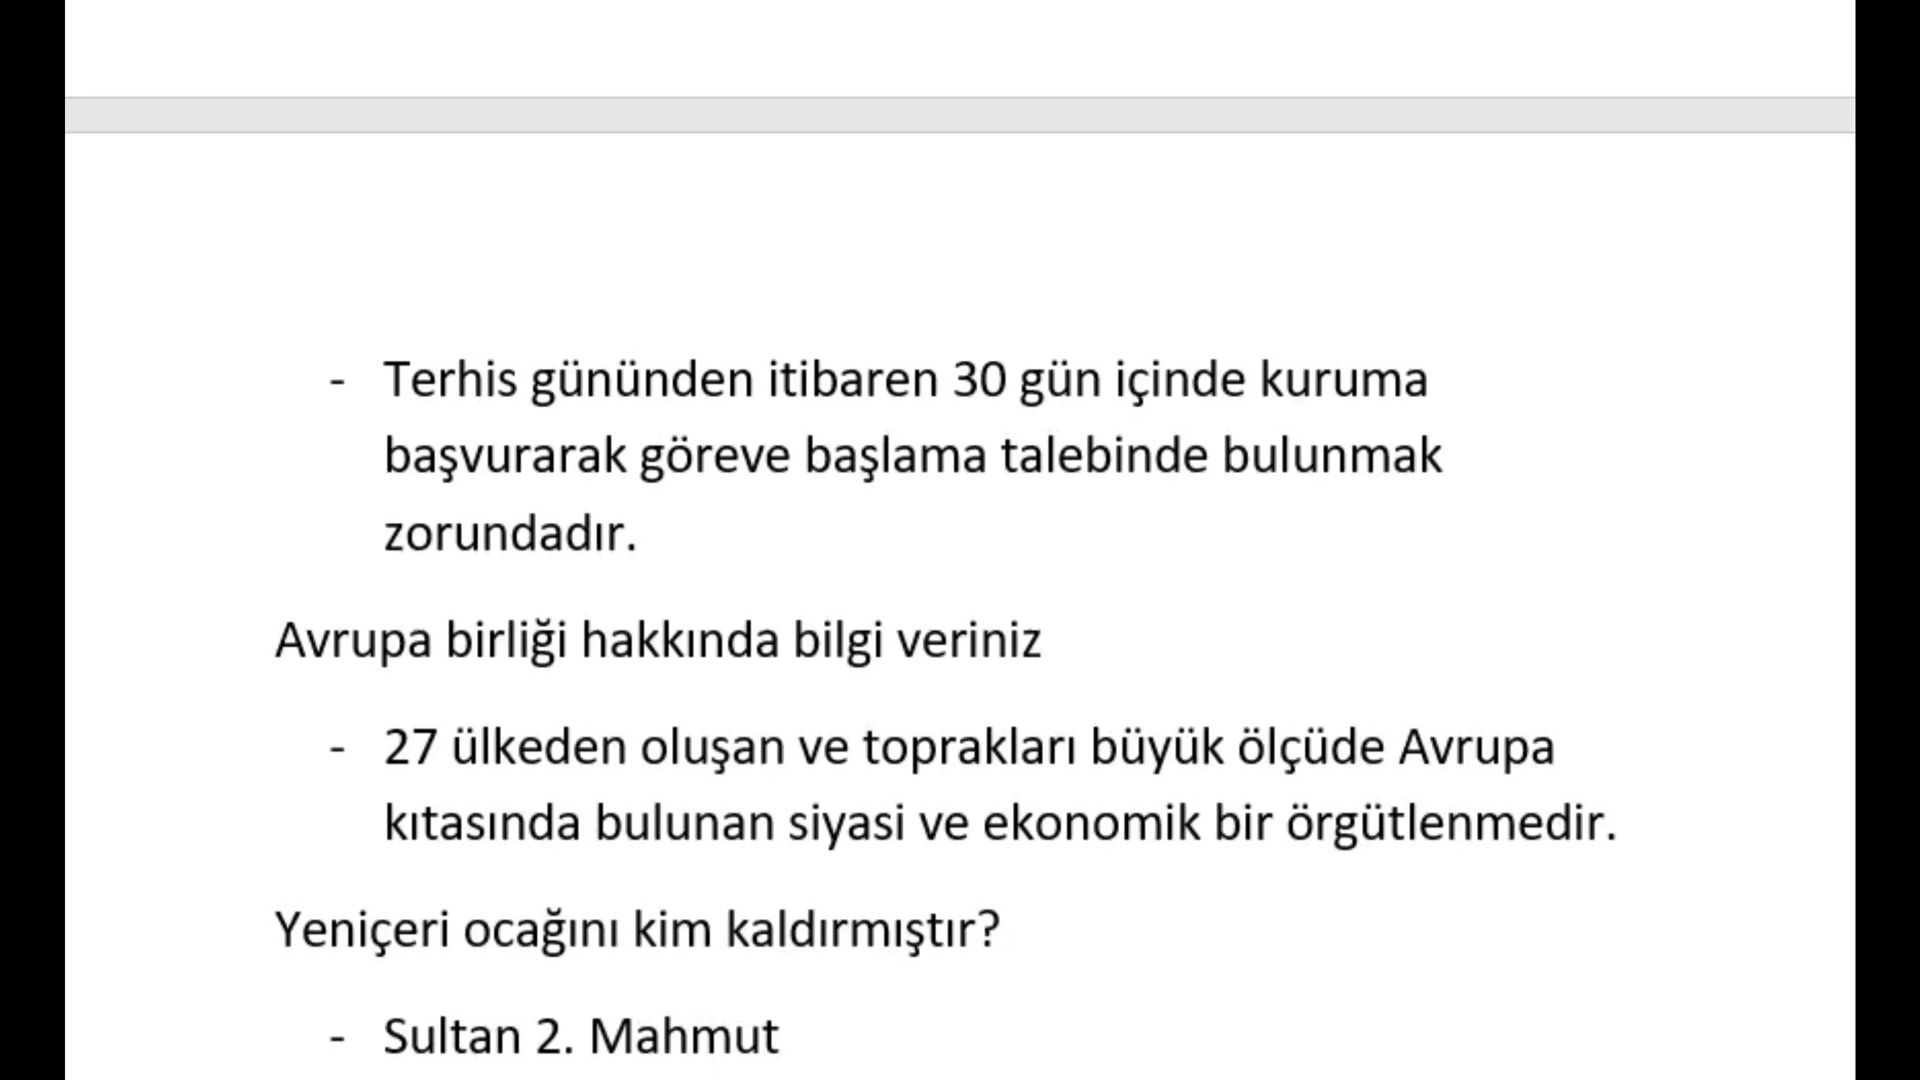 - Terhis gününden itibaren 30 gün içinde kuruma
başvurarak göreve başlama talebinde bulunmak
zorundadır.
Avrupa birliği hakkında bilgi veriniz
- 27 ülkeden oluşan ve toprakları büyük ölçüde Avrupa
kıtasında bulunan siyasi ve ekonomik bir örgütlenmedir.
Yeniçeri ocağını kim kaldırmıştır?
- Sultan 2. Mahmut